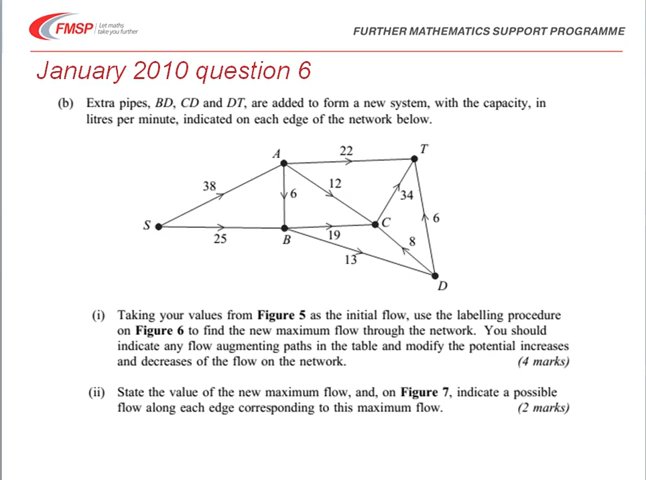 FMSP Let maths take you further
FURTHER MATHEMATICS SUPPORT PROGRAMME
January 2010 question 6
(b) Extra pipes, BD, CD and DT, are added to form a new system, with the capacity, in
litres per minute, indicated on each edge of the network below.
A
22
T
38
12
6
34
S
C
6
25
B
19
8
13
D
(i) Taking your values from Figure 5 as the initial flow, use the labelling procedure
on Figure 6 to find the new maximum flow through the network. You should
indicate any flow augmenting paths in the table and modify the potential increases
and decreases of the flow on the network. (4 marks)
(ii) State the value of the new maximum flow, and, on Figure 7, indicate a possible
flow along each edge corresponding to this maximum flow. (2 marks)